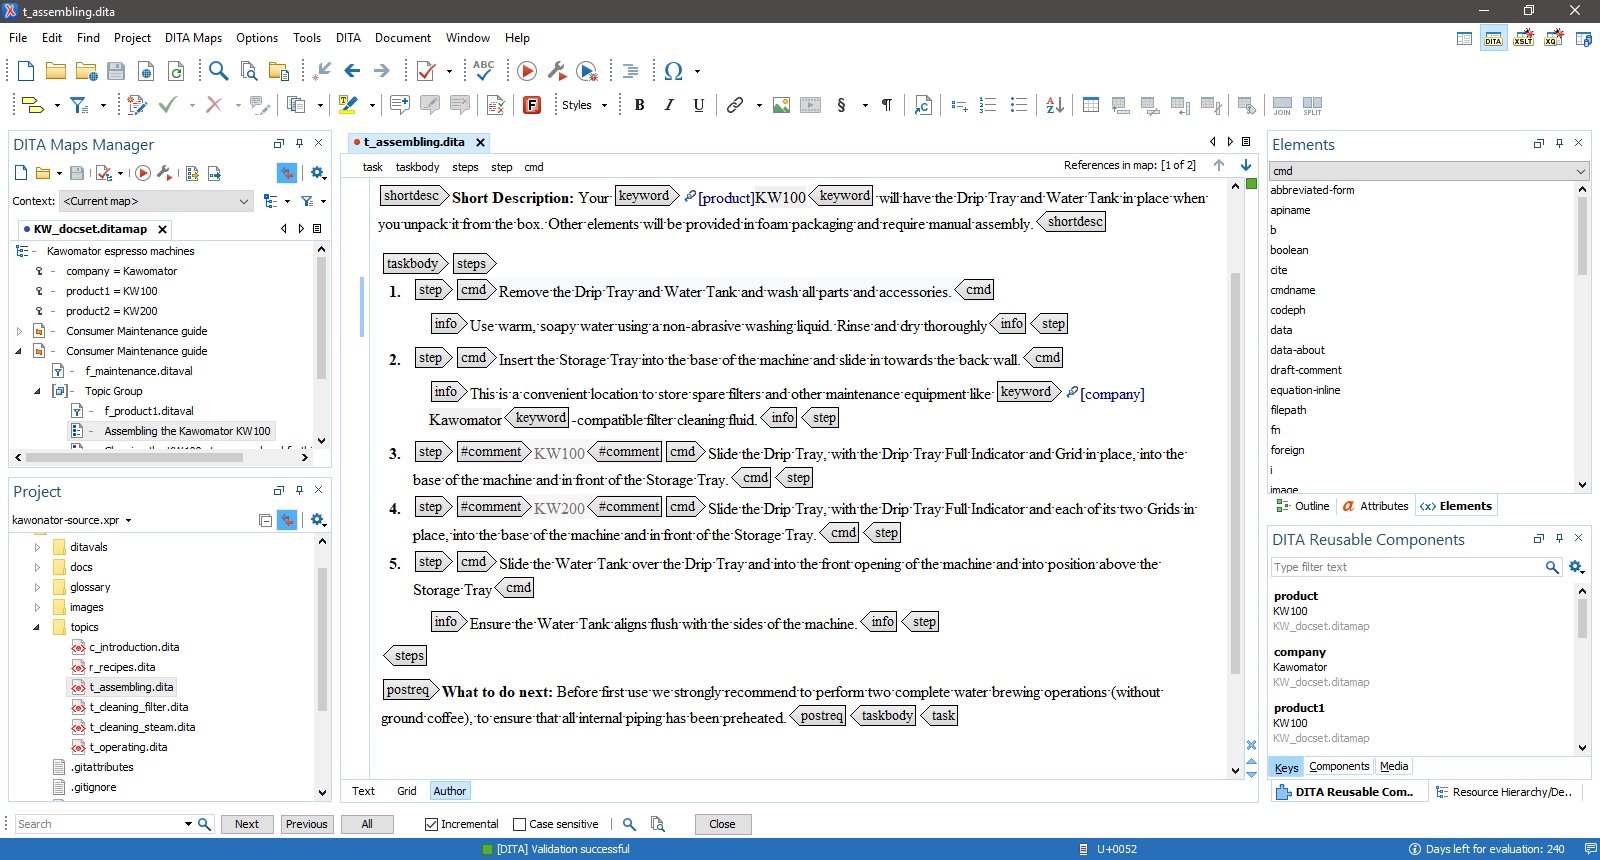 t_assembling.dita
File Edit Find Project DITA Maps Options Tools DITA Document Window Help
DITA XSLT XQ
ABC
Styles B I U § ¶ JOIN SPLIT
DITA Maps Manager
Context: <Current map>
KW_docset.ditamap
Kawomator espresso machines
company = Kawomator
product1 = KW100
product2 = KW200
Consumer Maintenance guide
Consumer Maintenance guide
f_maintenance.ditaval
Topic Group
f_product1.ditaval
Assembling the Kawomator KW100
Project
kawonator-source.xpr
ditavals
docs
glossary
images
topics
c_introduction.dita
r_recipes.dita
t_assembling.dita
t_cleaning_filter.dita
t_cleaning_steam.dita
t_operating.dita
.gitattributes
.gitignore
t_assembling.dita
task taskbody steps step cmd
References in map: [1 of 2]
shortdesc Short Description: Your keyword [product]KW100 keyword will have the Drip Tray and Water Tank in place when
you unpack it from the box. Other elements will be provided in foam packaging and require manual assembly. shortdesc
taskbody steps
1. step cmd Remove the Drip Tray and Water Tank and wash all parts and accessories. cmd
info Use warm, soapy water using a non-abrasive washing liquid. Rinse and dry thoroughly info step
2. step cmd Insert the Storage Tray into the base of the machine and slide in towards the back wall. cmd
info This is a convenient location to store spare filters and other maintenance equipment like keyword [company]
Kawomator keyword -compatible filter cleaning fluid. info step
3. step #comment KW100 #comment cmd Slide the Drip Tray, with the Drip Tray Full Indicator and Grid in place, into the
base of the machine and in front of the Storage Tray. cmd step
4. step #comment KW200 #comment cmd Slide the Drip Tray, with the Drip Tray Full Indicator and each of its two Grids in
place, into the base of the machine and in front of the Storage Tray. cmd step
5. step cmd Slide the Water Tank over the Drip Tray and into the front opening of the machine and into position above the
Storage Tray cmd
info Ensure the Water Tank aligns flush with the sides of the machine. info step
steps
postreq What to do next: Before first use we strongly recommend to perform two complete water brewing operations (without
ground coffee), to ensure that all internal piping has been preheated. postreq taskbody task
Text Grid Author
Elements
cmd
abbreviated-form
apiname
b
boolean
cite
cmdname
codeph
data
data-about
draft-comment
equation-inline
filepath
fn
foreign
i
image
Outline Attributes Elements
DITA Reusable Components
Type filter text
product
KW100
KW_docset.ditamap
company
Kawomator
KW_docset.ditamap
product1
KW100
KW_docset.ditamap
Keys Components Media
DITA Reusable Com.. Resource Hierarchy/De..
Search Next Previous All Incremental Case sensitive Close
[DITA] Validation successful U+0052 Days left for evaluation: 240